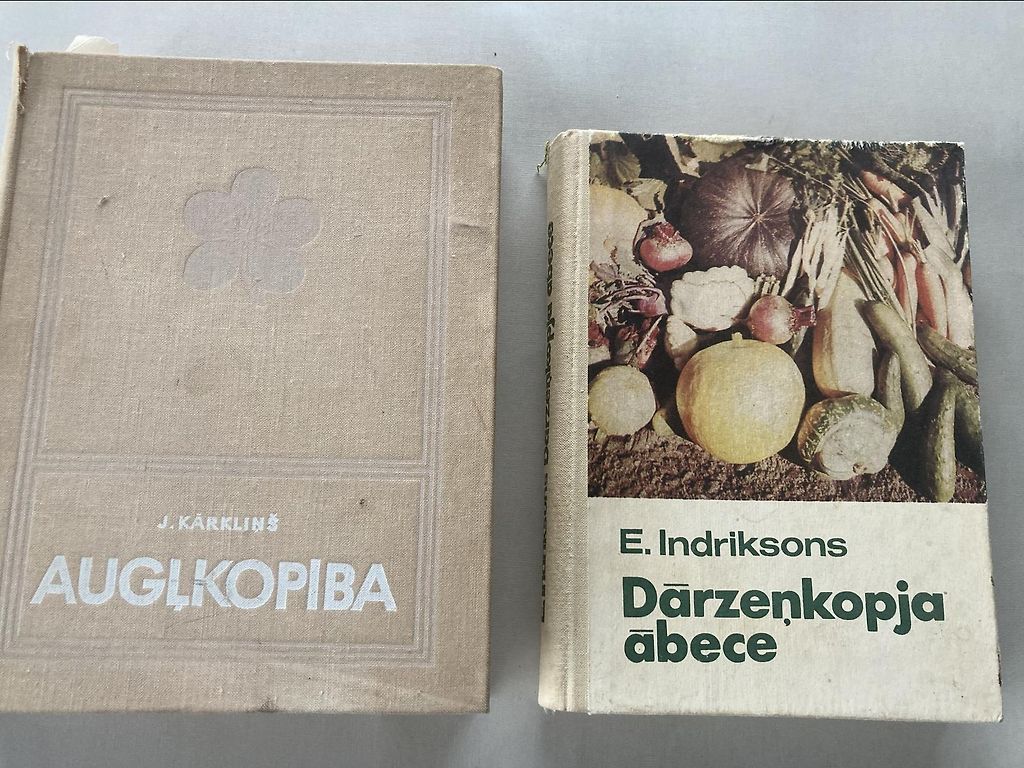 J. KĀRKLIŅŠ
AUGĻKOPĪBA
E. Indriksons
Dārzeņkopja
ābece